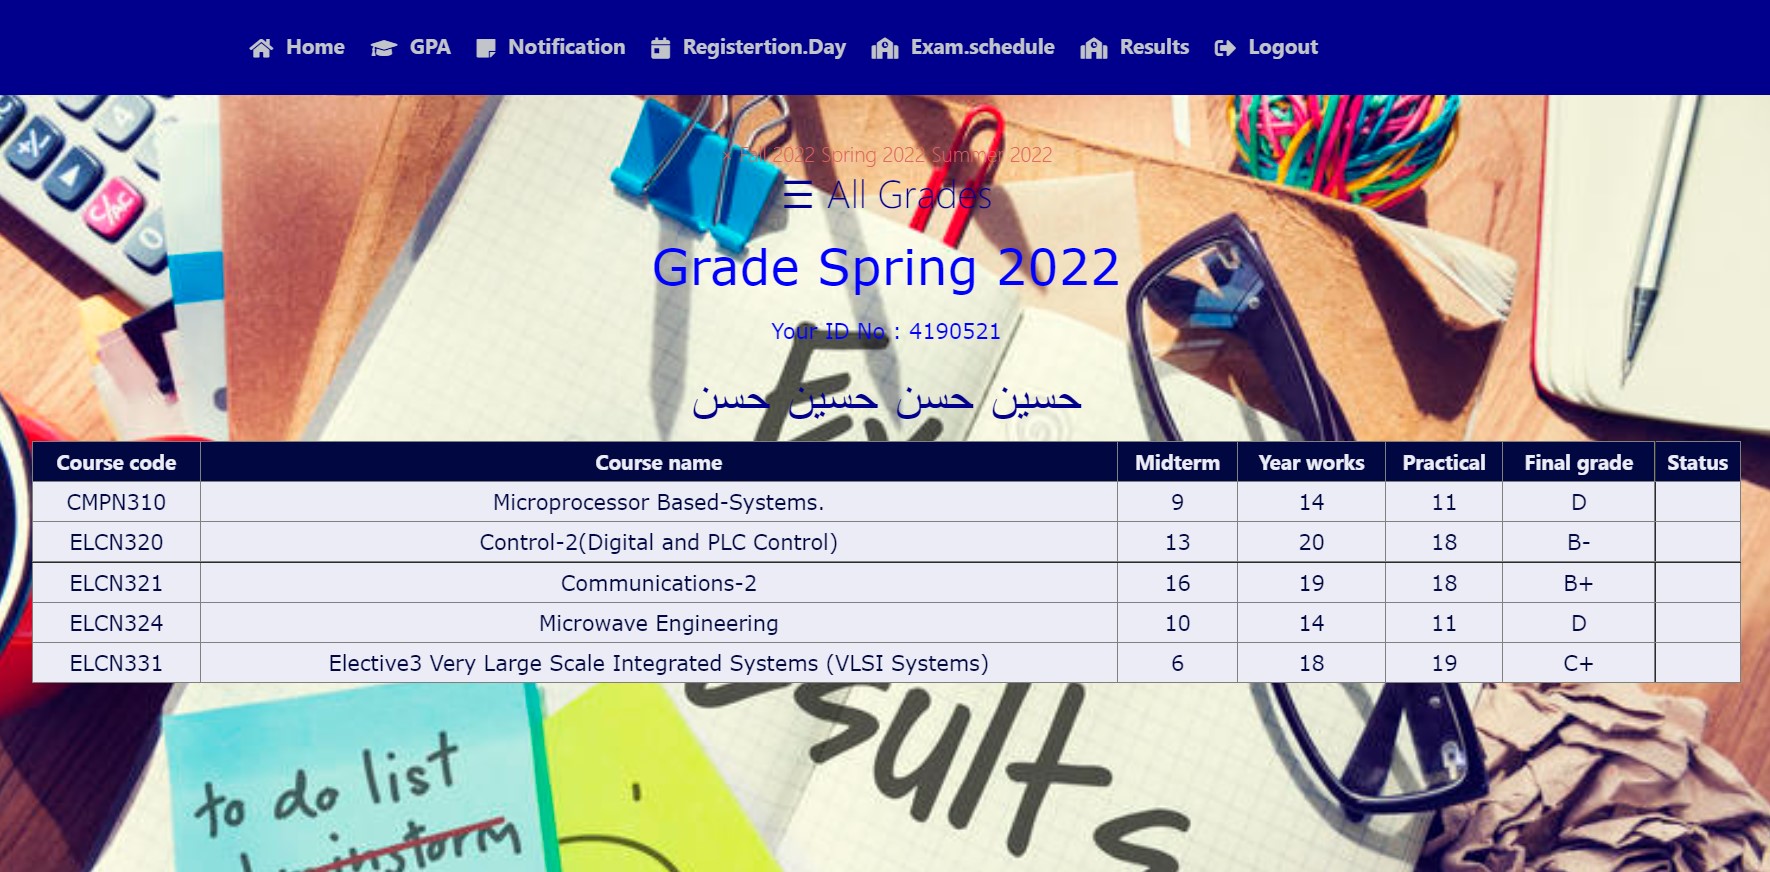 Home GPA Notification Registertion.Day Exam.schedule Results Logout
× Fall 2022 Spring 2022 Summer 2022
☰ All Grades
Grade Spring 2022
Your ID No : 4190521
حسين حسن حسين حسن
Course code Course name Midterm Year works Practical Final grade Status
CMPN310 Microprocessor Based-Systems. 9 14 11 D
ELCN320 Control-2(Digital and PLC Control) 13 20 18 B-
ELCN321 Communications-2 16 19 18 B+
ELCN324 Microwave Engineering 10 14 11 D
ELCN331 Elective3 Very Large Scale Integrated Systems (VLSI Systems) 6 18 19 C+
to do list
brainstorm